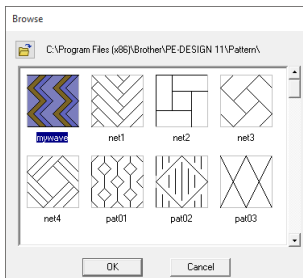 Browse
C:\Program Files (x86)\Brother\PE-DESIGN 11\Pattern\
mywave net1 net2 net3
net4 pat01 pat02 pat03
OK Cancel